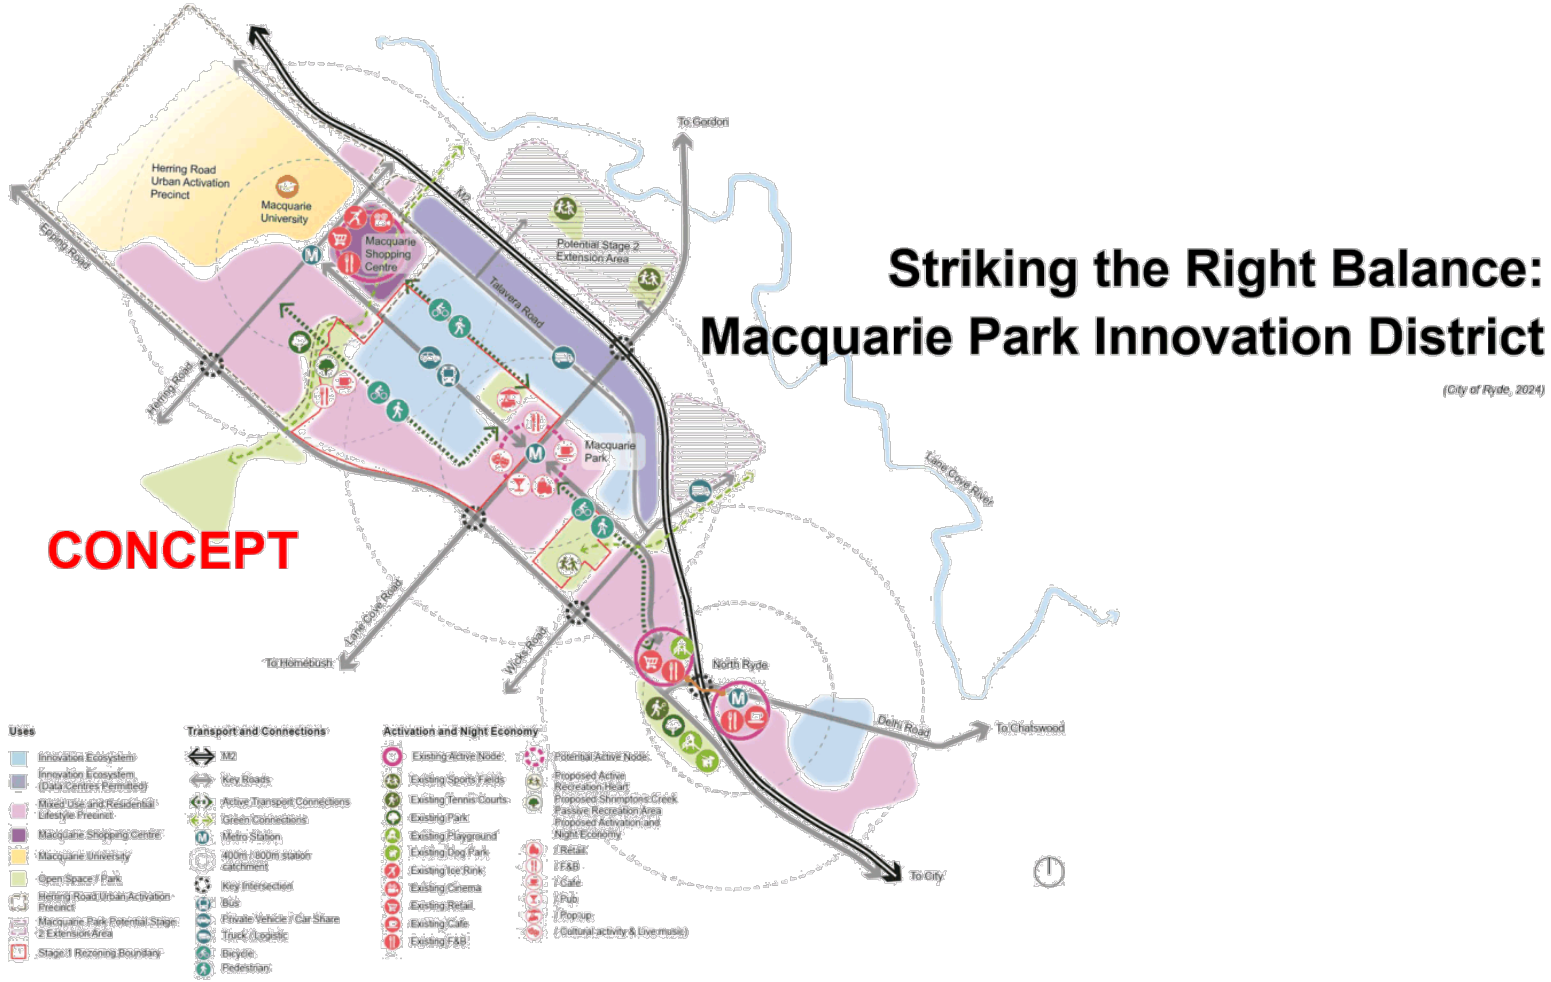 To Gordon
Herring Road
Urban Activation
Precinct
Macquarie
University
M2
Epping Road
Macquarie
Shopping
Centre
Potential Stage 2
Extension Area
Talavera Road
Striking the Right Balance:
Macquarie Park Innovation District
(City of Ryde, 2024)
Herring Road
Macquarie
Park
Lane Cove River
CONCEPT
Lane Cove Road
To Homebush
Wicks Road
North Ryde
Delhi Road
To Chatswood
To City
M
M
M
Uses
Innovation Ecosystem
Innovation Ecosystem
(Data Centres Permitted)
Mixed Use and Residential
Lifestyle Precinct
Macquarie Shopping Centre
Macquarie University
Open Space / Park
Herring Road Urban Activation
Precinct
Macquarie Park Potential Stage
2 Extension Area
Stage 1 Rezoning Boundary
Transport and Connections
M2
Key Roads
Active Transport Connections
Green Connections
M Metro Station
400m / 800m station
catchment
Key Intersection
Bus
Private Vehicle / Car Share
Truck / Logistic
Bicycle
Pedestrian
Activation and Night Economy
Existing Active Node
Existing Sports Fields
Existing Tennis Courts
Existing Park
Existing Playground
Existing Dog Park
Existing Ice Rink
Existing Cinema
Existing Retail
Existing Cafe
Existing F&B
Potential Active Node
Proposed Active
Recreation Heart
Proposed Shrimptons Creek
Passive Recreation Area
Proposed Activation and
Night Economy
/ Retail
/ F&B
/ Cafe
/ Pub
/ Pop up
/ Cultural activity & Live music)